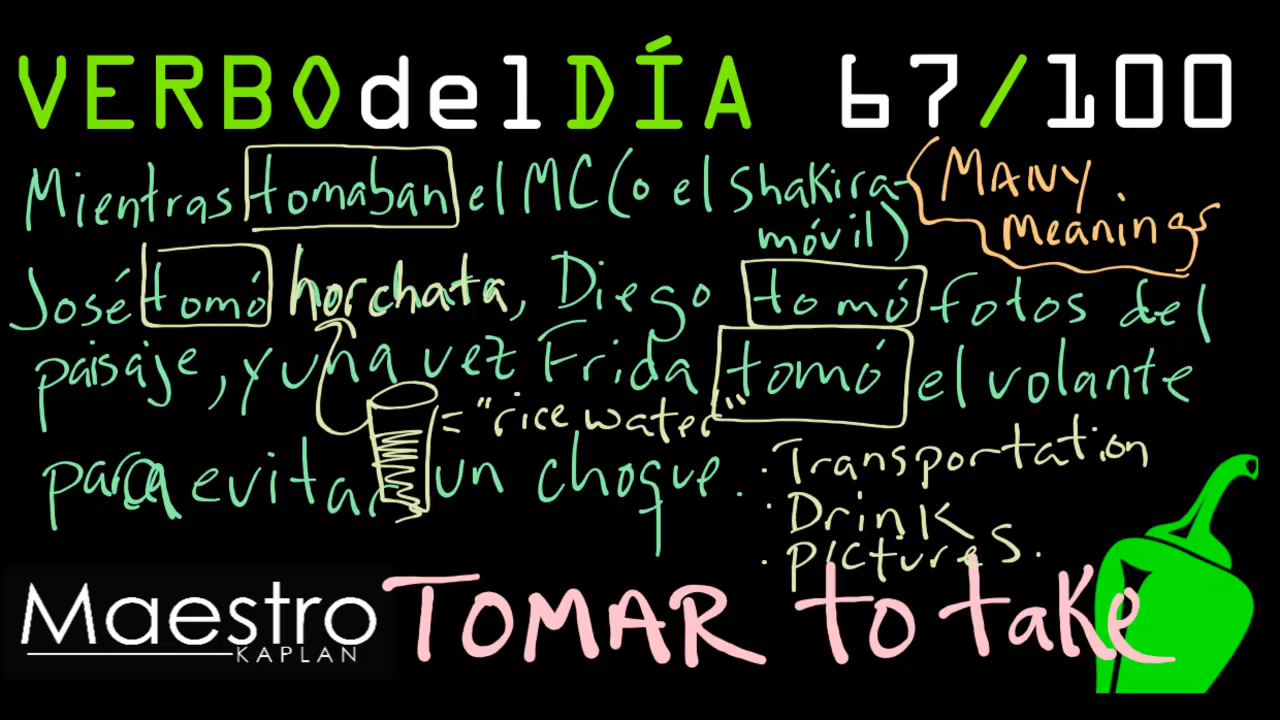 VERBOdelDÍA 67/100
Mientras tomaban el MC (o el Shakira-
móvil)
MANY
Meanings
José tomó horchata, Diego tomó fotos del
paisaje, y una vez Frida tomó el volante
= "rice water"
para evitar un choque.
· Transportation
· Drink
· Pictures.
Maestro
KAPLAN
TOMAR to take